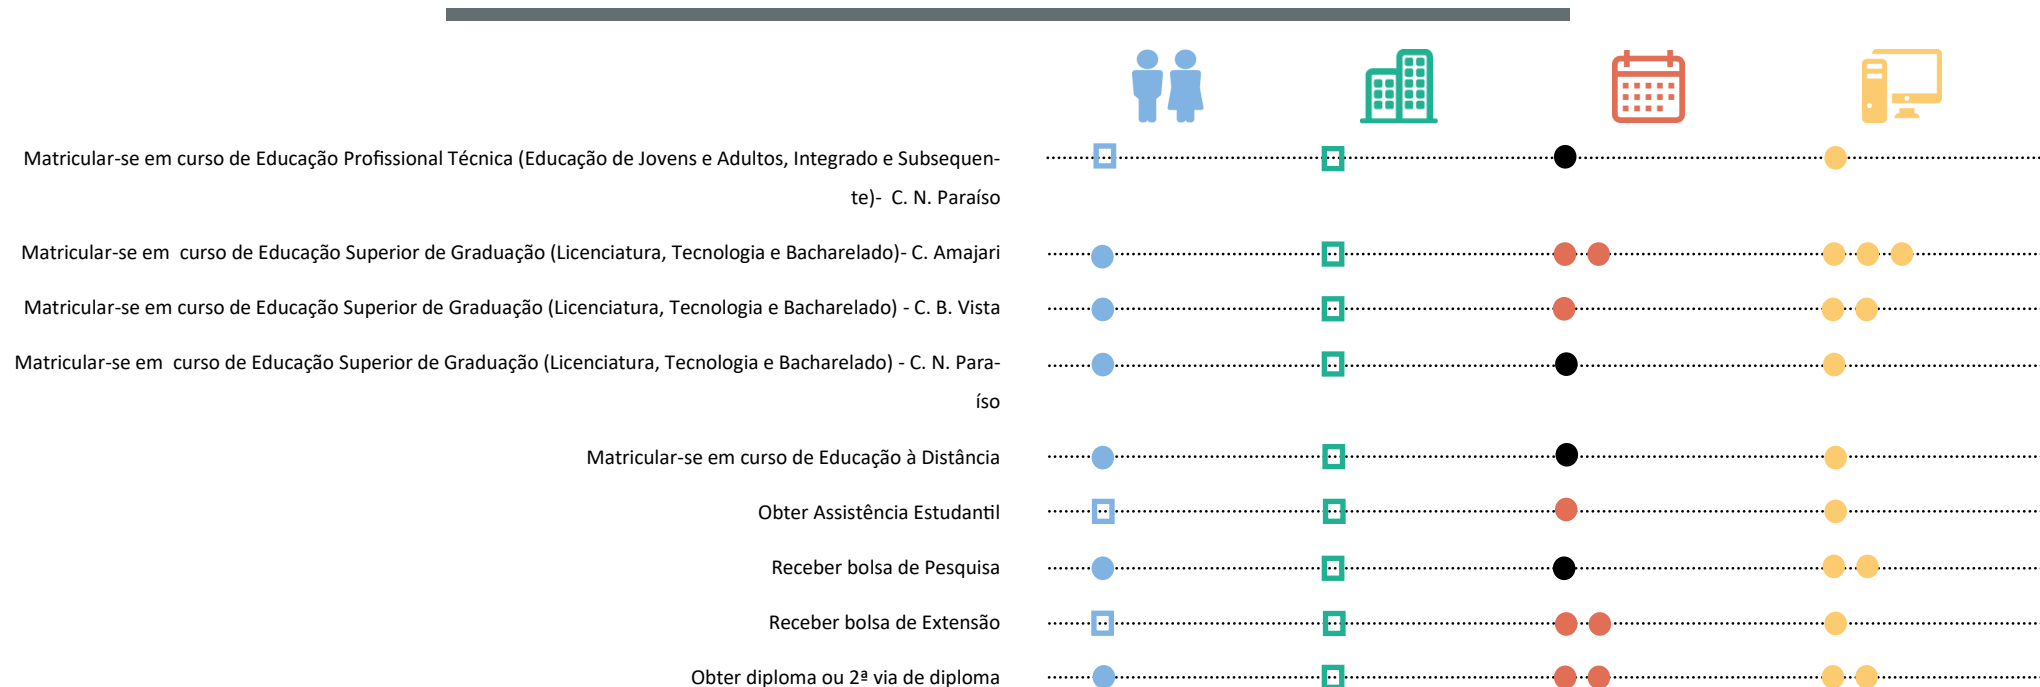 Matricular-se em curso de Educação Profissional Técnica (Educação de Jovens e Adultos, Integrado e Subsequen-
te)- C. N. Paraíso
Matricular-se em curso de Educação Superior de Graduação (Licenciatura, Tecnologia e Bacharelado)- C. Amajari
Matricular-se em curso de Educação Superior de Graduação (Licenciatura, Tecnologia e Bacharelado) - C. B. Vista
Matricular-se em curso de Educação Superior de Graduação (Licenciatura, Tecnologia e Bacharelado) - C. N. Para-
íso
Matricular-se em curso de Educação à Distância
Obter Assistência Estudantil
Receber bolsa de Pesquisa
Receber bolsa de Extensão
Obter diploma ou 2ª via de diploma